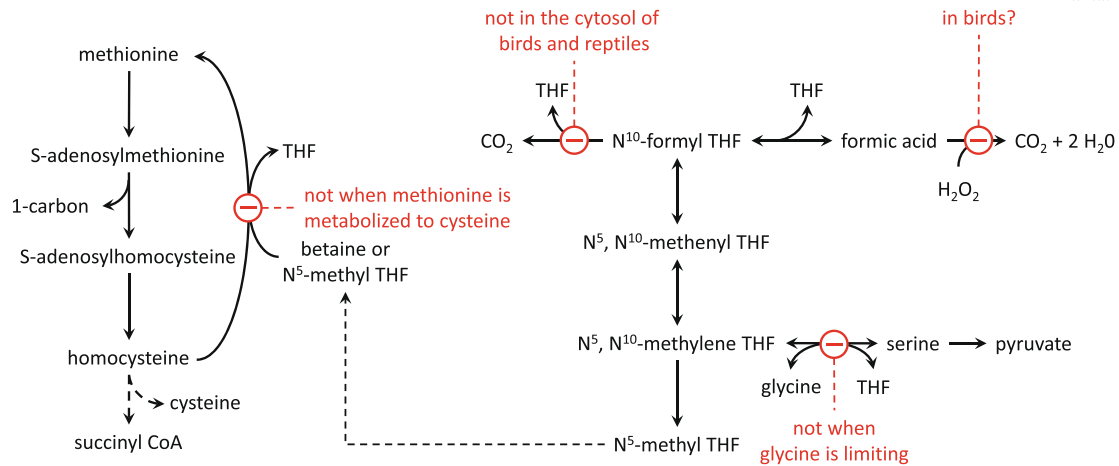 not in the cytosol of
birds and reptiles
in birds?
methionine
THF
THF
CO₂
N¹⁰-formyl THF
formic acid
CO₂ + 2 H₂0
H₂O₂
S-adenosylmethionine
THF
1-carbon
not when methionine is
metabolized to cysteine
betaine or
N⁵-methyl THF
S-adenosylhomocysteine
N⁵, N¹⁰-methenyl THF
homocysteine
N⁵, N¹⁰-methylene THF
serine
pyruvate
glycine
THF
cysteine
succinyl CoA
N⁵-methyl THF
not when
glycine is limiting